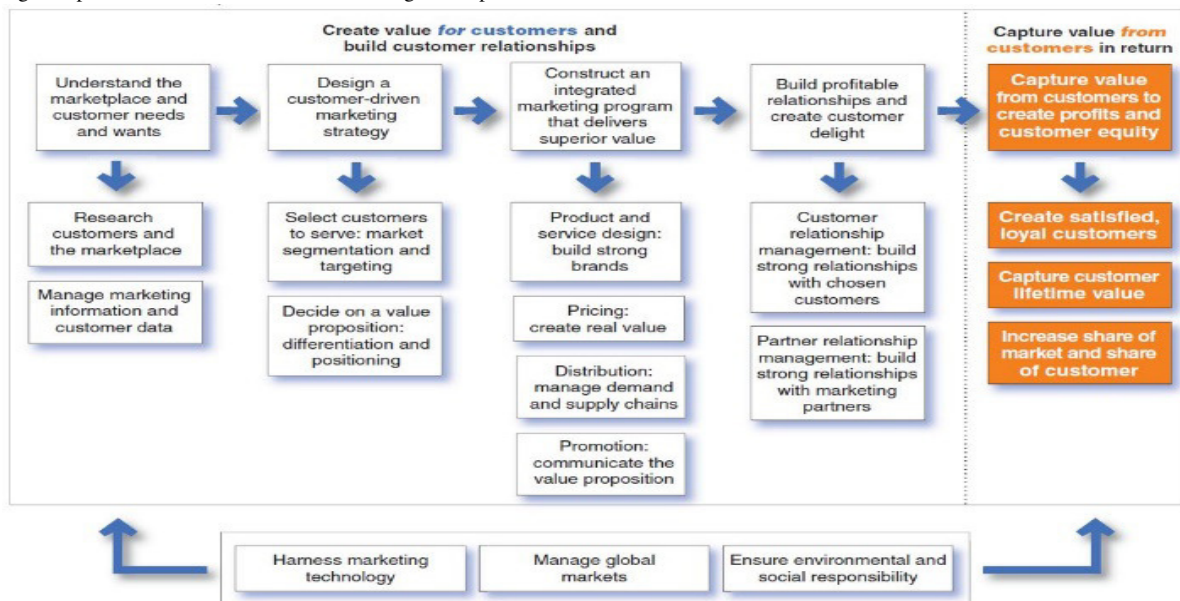 Create value for customers and
build customer relationships
Capture value from
customers in return
Understand the
marketplace and
customer needs
and wants
Design a
customer-driven
marketing
strategy
Construct an
integrated
marketing program
that delivers
superior value
Build profitable
relationships and
create customer
delight
Capture value
from customers to
create profits and
customer equity
Research
customers and
the marketplace
Manage marketing
information and
customer data
Select customers
to serve: market
segmentation and
targeting
Decide on a value
proposition:
differentiation and
positioning
Product and
service design:
build strong
brands
Pricing:
create real value
Distribution:
manage demand
and supply chains
Promotion:
communicate the
value proposition
Customer
relationship
management: build
strong relationships
with chosen
customers
Partner relationship
management: build
strong relationships
with marketing
partners
Create satisfied,
loyal customers
Capture customer
lifetime value
Increase share of
market and share
of customer
Harness marketing
technology
Manage global
markets
Ensure environmental and
social responsibility